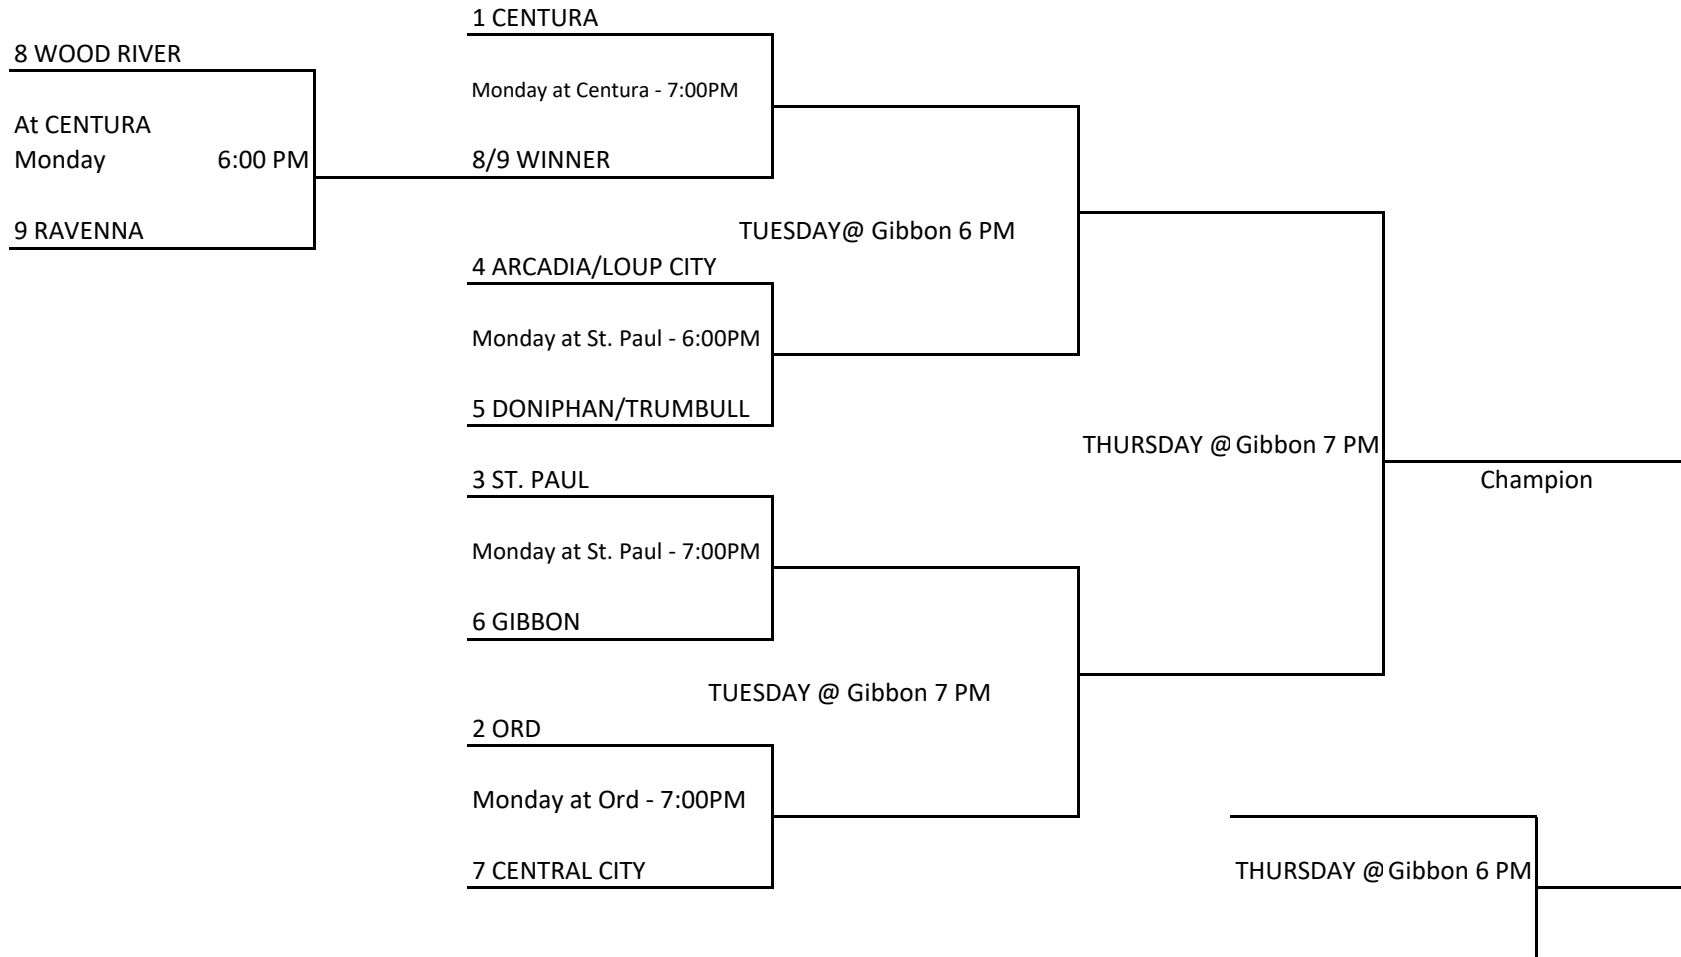 1 CENTURA
8 WOOD RIVER
Monday at Centura - 7:00PM
At CENTURA
Monday 6:00 PM
8/9 WINNER
9 RAVENNA
TUESDAY@ Gibbon 6 PM
4 ARCADIA/LOUP CITY
Monday at St. Paul - 6:00PM
5 DONIPHAN/TRUMBULL
THURSDAY @ Gibbon 7 PM
3 ST. PAUL
Champion
Monday at St. Paul - 7:00PM
6 GIBBON
TUESDAY @ Gibbon 7 PM
2 ORD
Monday at Ord - 7:00PM
7 CENTRAL CITY
THURSDAY @ Gibbon 6 PM